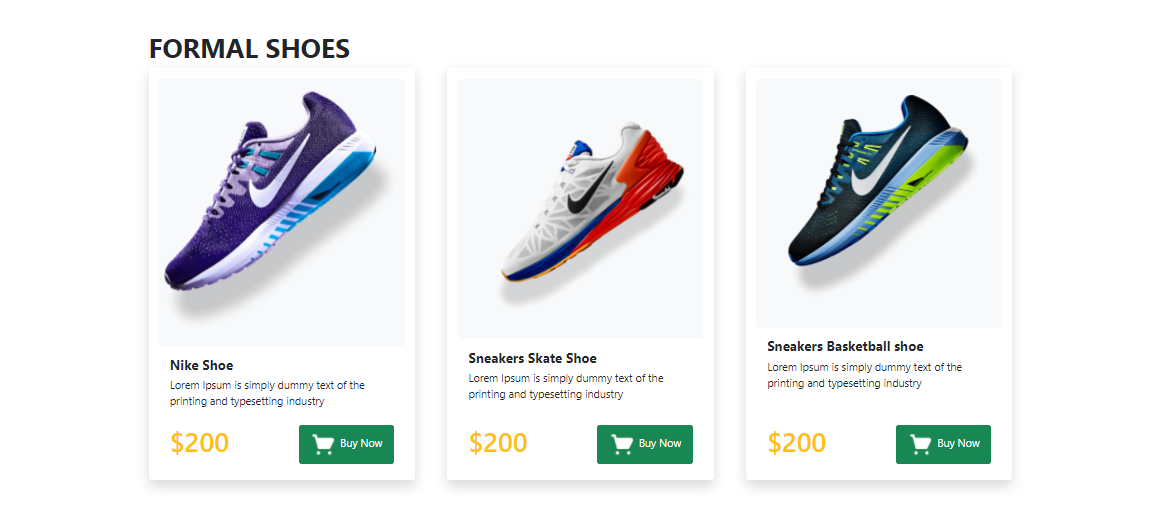 FORMAL SHOES
Nike Shoe
Lorem Ipsum is simply dummy text of the
printing and typesetting industry
$200
Buy Now
Sneakers Skate Shoe
Lorem Ipsum is simply dummy text of the
printing and typesetting industry
$200
Buy Now
Sneakers Basketball shoe
Lorem Ipsum is simply dummy text of the
printing and typesetting industry
$200
Buy Now